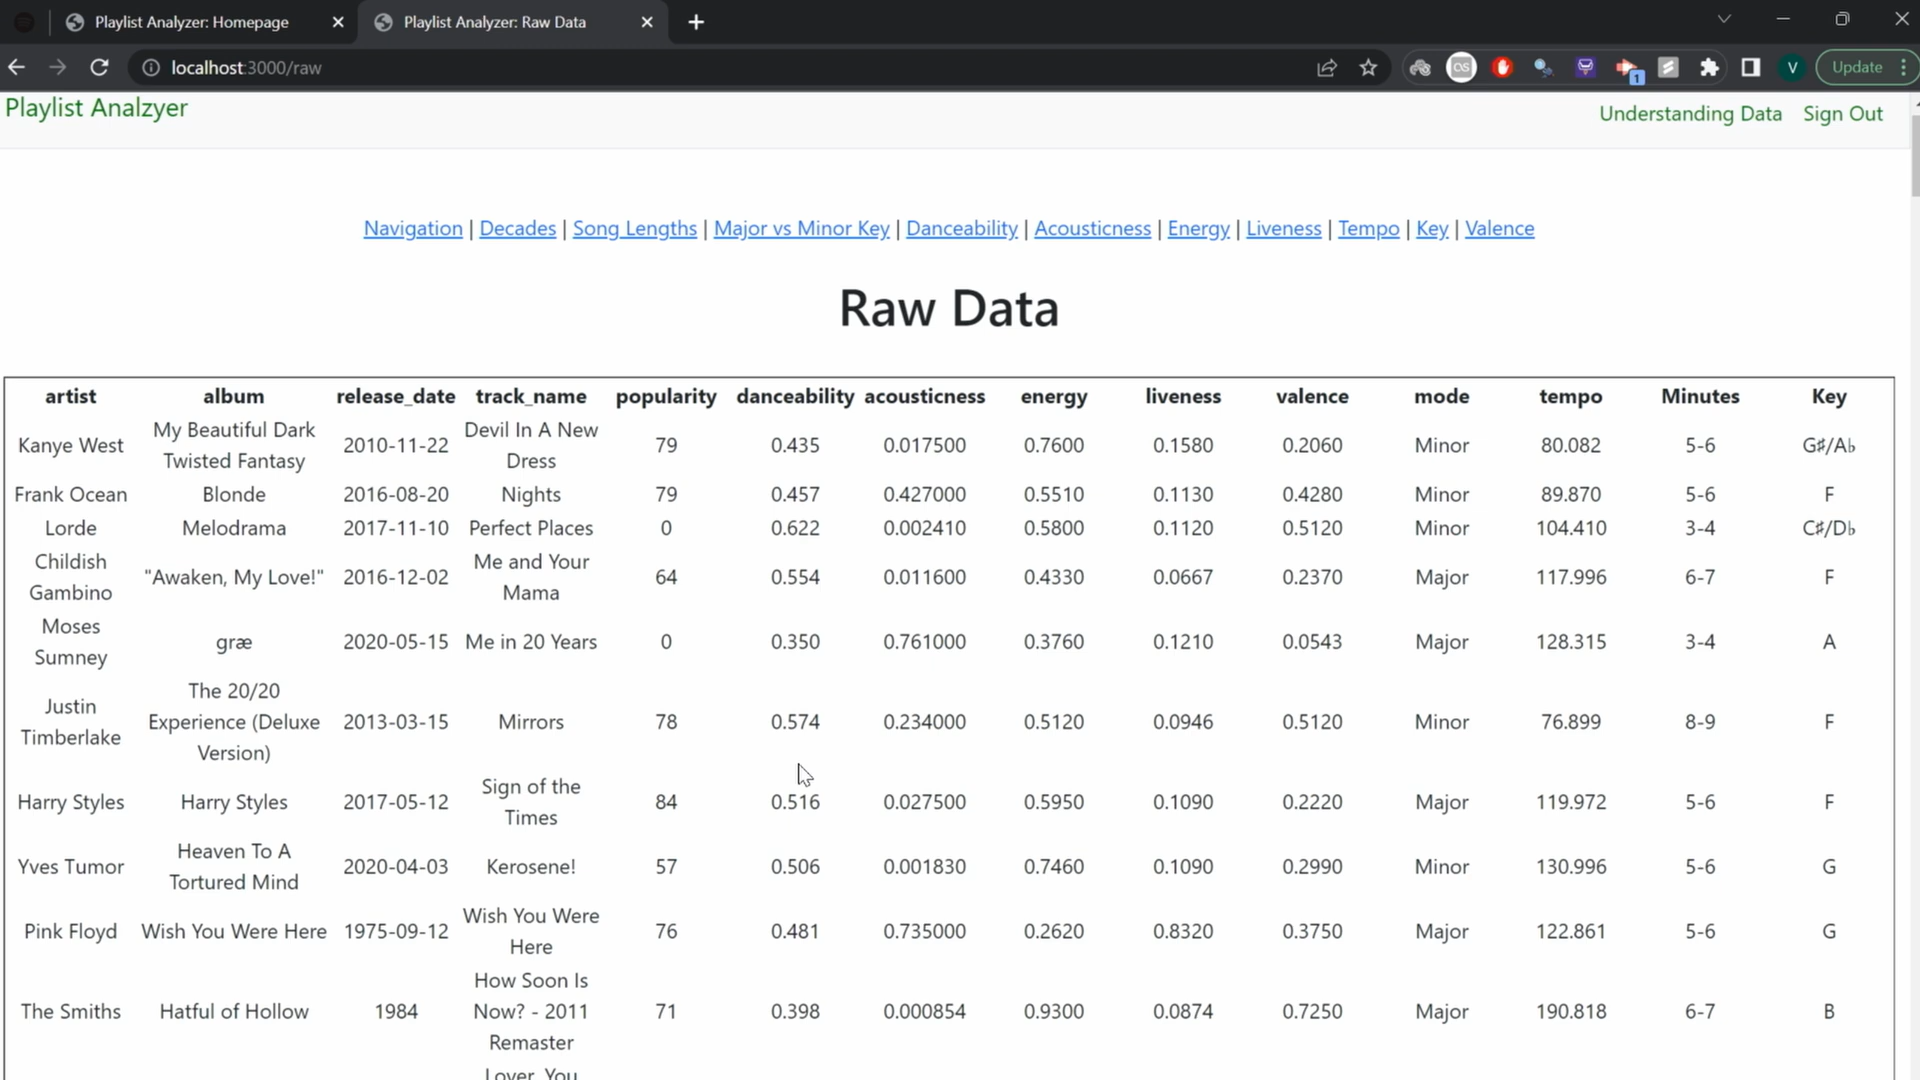 Playlist Analyzer: Homepage
Playlist Analyzer: Raw Data
localhost:3000/raw
OS
1
V
Update
Playlist Analzyer
Understanding Data Sign Out
Navigation | Decades | Song Lengths | Major vs Minor Key | Danceability | Acousticness | Energy | Liveness | Tempo | Key | Valence
Raw Data
artist album release_date track_name popularity danceability acousticness energy liveness valence mode tempo Minutes Key
Kanye West My Beautiful Dark Twisted Fantasy 2010-11-22 Devil In A New Dress 79 0.435 0.017500 0.7600 0.1580 0.2060 Minor 80.082 5-6 G♯/A♭
Frank Ocean Blonde 2016-08-20 Nights 79 0.457 0.427000 0.5510 0.1130 0.4280 Minor 89.870 5-6 F
Lorde Melodrama 2017-11-10 Perfect Places 0 0.622 0.002410 0.5800 0.1120 0.5120 Minor 104.410 3-4 C♯/D♭
Childish Gambino "Awaken, My Love!" 2016-12-02 Me and Your Mama 64 0.554 0.011600 0.4330 0.0667 0.2370 Major 117.996 6-7 F
Moses Sumney græ 2020-05-15 Me in 20 Years 0 0.350 0.761000 0.3760 0.1210 0.0543 Major 128.315 3-4 A
Justin Timberlake The 20/20 Experience (Deluxe Version) 2013-03-15 Mirrors 78 0.574 0.234000 0.5120 0.0946 0.5120 Minor 76.899 8-9 F
Harry Styles Harry Styles 2017-05-12 Sign of the Times 84 0.516 0.027500 0.5950 0.1090 0.2220 Major 119.972 5-6 F
Yves Tumor Heaven To A Tortured Mind 2020-04-03 Kerosene! 57 0.506 0.001830 0.7460 0.1090 0.2990 Minor 130.996 5-6 G
Pink Floyd Wish You Were Here 1975-09-12 Wish You Were Here 76 0.481 0.735000 0.2620 0.8320 0.3750 Major 122.861 5-6 G
The Smiths Hatful of Hollow 1984 How Soon Is Now? - 2011 Remaster 71 0.398 0.000854 0.9300 0.0874 0.7250 Major 190.818 6-7 B
Lover, You